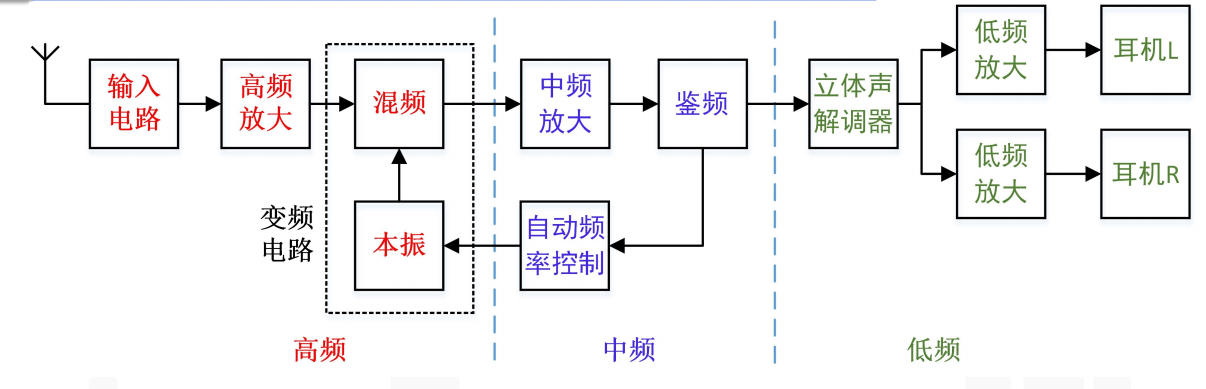 输入
电路
高频
放大
混频
本振
变频
电路
中频
放大
鉴频
自动频
率控制
立体声
解调器
低频
放大
耳机L
低频
放大
耳机R
高频
中频
低频